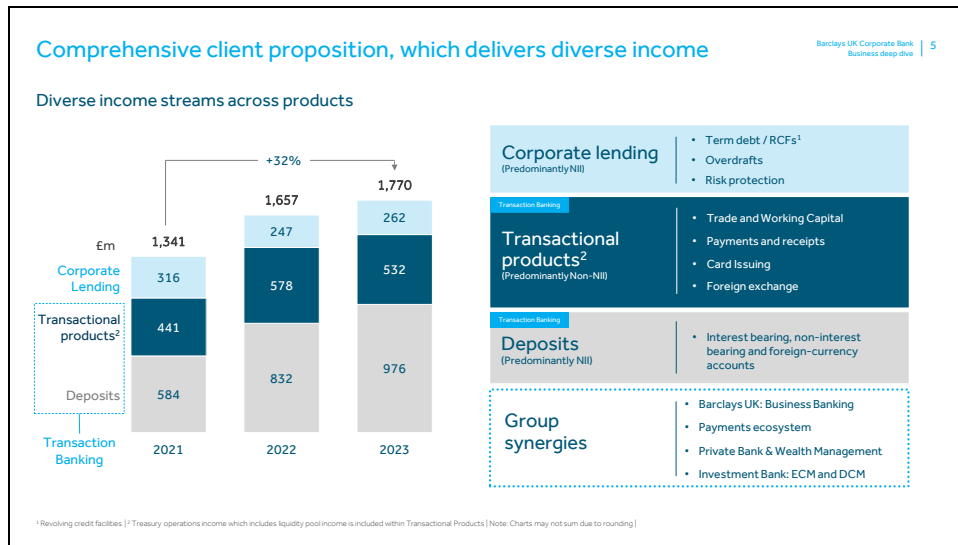 Comprehensive client proposition, which delivers diverse income
Barclays UK Corporate Bank
Business deep dive
5
Diverse income streams across products
+32%
£m
1,341
1,657
1,770
Corporate
Lending
316
247
262
Transactional
products²
441
578
532
Deposits
584
832
976
Transaction
Banking
2021
2022
2023
Corporate lending
(Predominantly NII)
• Term debt / RCFs¹
• Overdrafts
• Risk protection
Transaction Banking
Transactional
products²
(Predominantly Non-NII)
• Trade and Working Capital
• Payments and receipts
• Card Issuing
• Foreign exchange
Transaction Banking
Deposits
(Predominantly NII)
• Interest bearing, non-interest
bearing and foreign-currency
accounts
Group
synergies
• Barclays UK: Business Banking
• Payments ecosystem
• Private Bank & Wealth Management
• Investment Bank: ECM and DCM
¹ Revolving credit facilities | ² Treasury operations income which includes liquidity pool income is included within Transactional Products | Note: Charts may not sum due to rounding |